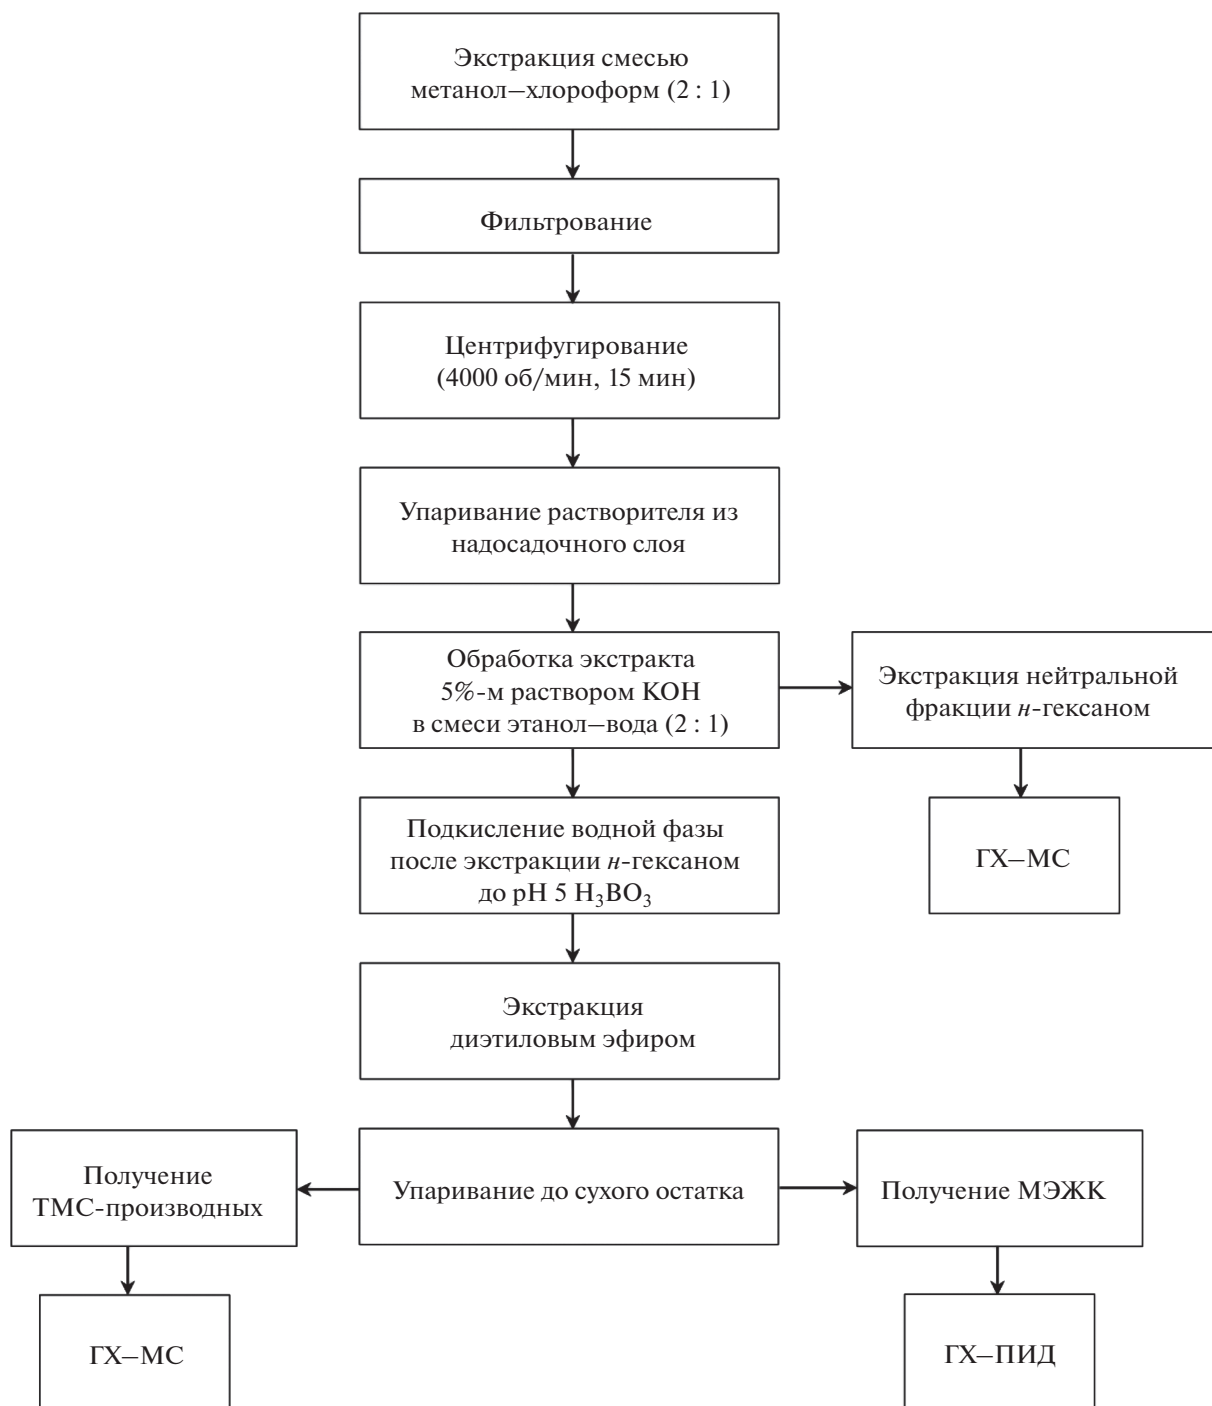 Экстракция смесью
метанол–хлороформ (2 : 1)
Фильтрование
Центрифугирование
(4000 об/мин, 15 мин)
Упаривание растворителя из
надосадочного слоя
Обработка экстракта
5%-м раствором KOH
в смеси этанол–вода (2 : 1)
Экстракция нейтральной
фракции н-гексаном
Подкисление водной фазы
после экстракции н-гексаном
до pH 5 H₃BO₃
ГХ–МС
Экстракция
диэтиловым эфиром
Получение
ТМС-производных
Упаривание до сухого остатка
Получение МЭЖК
ГХ–МС
ГХ–ПИД